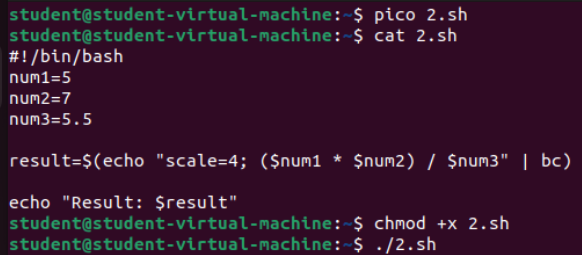 student@student-virtual-machine:~$ pico 2.sh
student@student-virtual-machine:~$ cat 2.sh
#!/bin/bash
num1=5
num2=7
num3=5.5

result=$(echo "scale=4; ($num1 * $num2) / $num3" | bc)

echo "Result: $result"
student@student-virtual-machine:~$ chmod +x 2.sh
student@student-virtual-machine:~$ ./2.sh